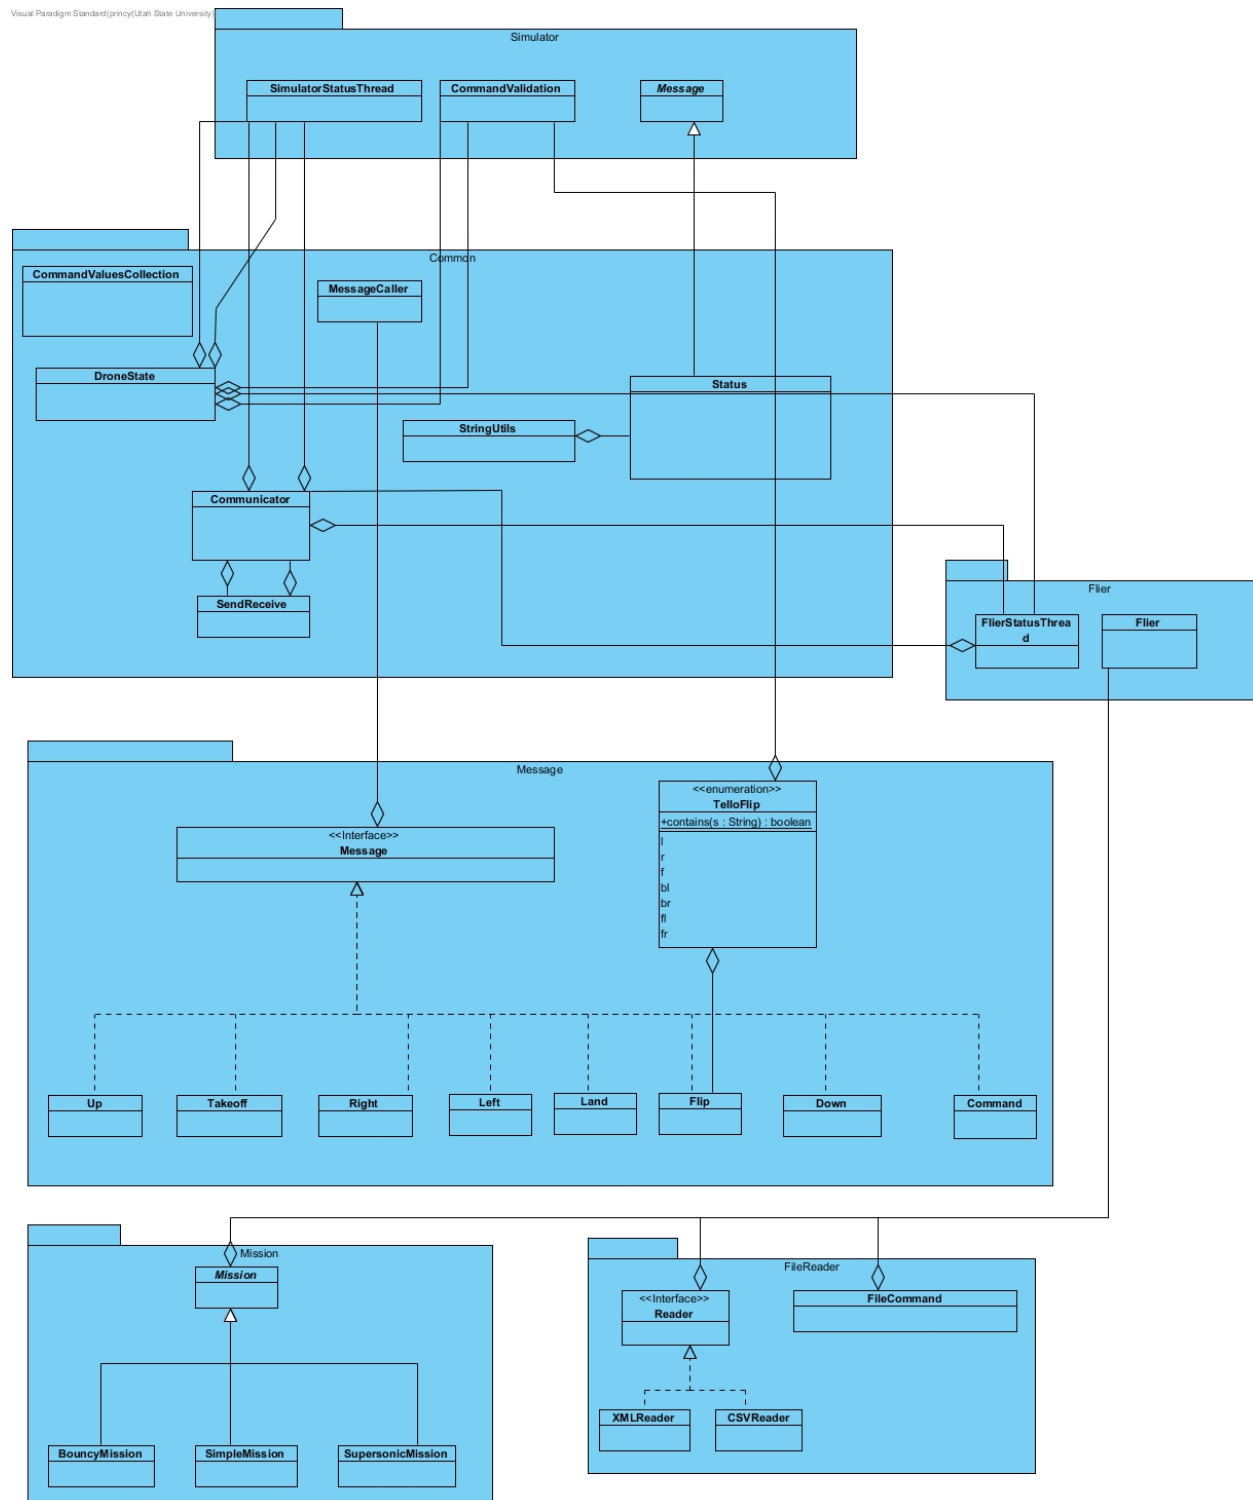 Visual Paradigm Standard(princy(Utah State University))
Simulator
SimulatorStatusThread
CommandValidation
Message
Common
CommandValuesCollection
MessageCaller
DroneState
Status
StringUtils
Communicator
SendReceive
Flier
FlierStatusThrea
d
Flier
Message
<<enumeration>>
TelloFlip
+contains(s : String) : boolean
l
r
f
bl
br
fl
fr
<<Interface>>
Message
Up
Takeoff
Right
Left
Land
Flip
Down
Command
Mission
Mission
BouncyMission
SimpleMission
SupersonicMission
FileReader
<<Interface>>
Reader
FileCommand
XMLReader
CSVReader